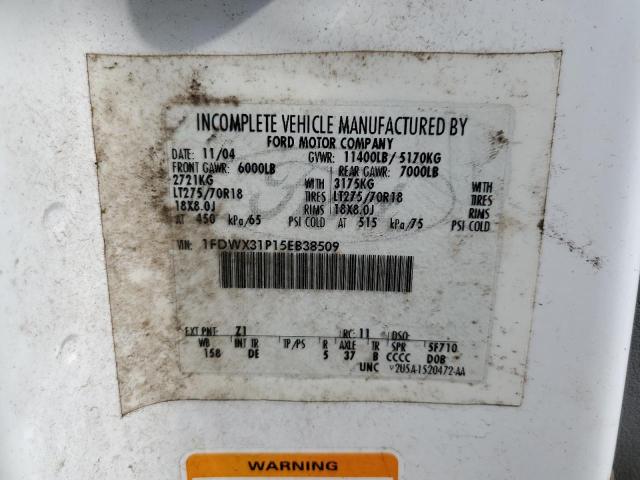 INCOMPLETE VEHICLE MANUFACTURED BY
FORD MOTOR COMPANY
DATE: 11/04 GVWR: 11400LB/ 5170KG
FRONT GAWR: 6000LB REAR GAWR: 7000LB
2721KG WITH 3175KG WITH
LT275/70R18 TIRES LT275/70R18 TIRES
18X8.0J RIMS 18X8.0J RIMS
AT 450 kPa/65 PSI COLD AT 515 kPa/75 PSI COLD
VIN: 1FDWX31P15EB38509
EXT PNT: Z1 RC: 11 DSO:
WB INT TR TP/PS R AXLE TR SPR 5F710
158 DE 5 37 B CCCC DOB
UNC V2U5A-1520472-AA
WARNING